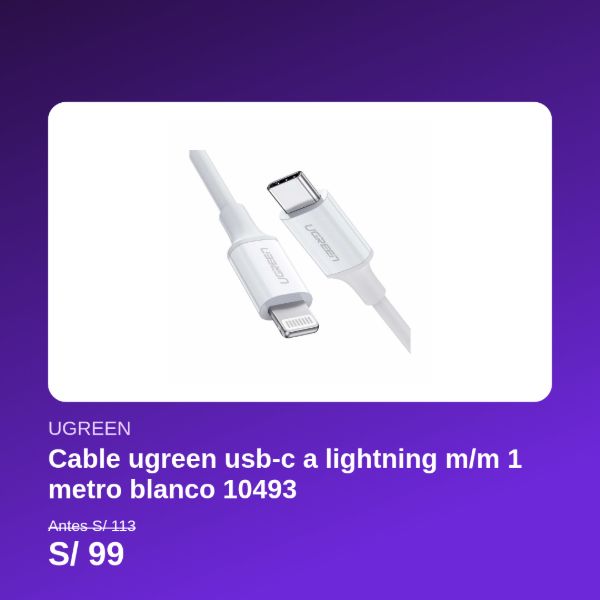 UGREEN
UGREEN
UGREEN
Cable ugreen usb-c a lightning m/m 1
metro blanco 10493
Antes S/ 113
S/ 99